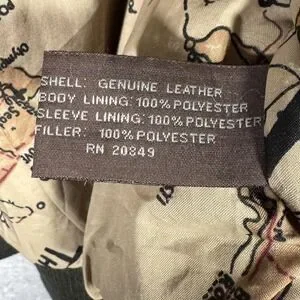 SHELL: GENUINE LEATHER
BODY LINING: 100% POLYESTER
SLEEVE LINING: 100% POLYESTER
FILLER: 100% POLYESTER
RN 20849